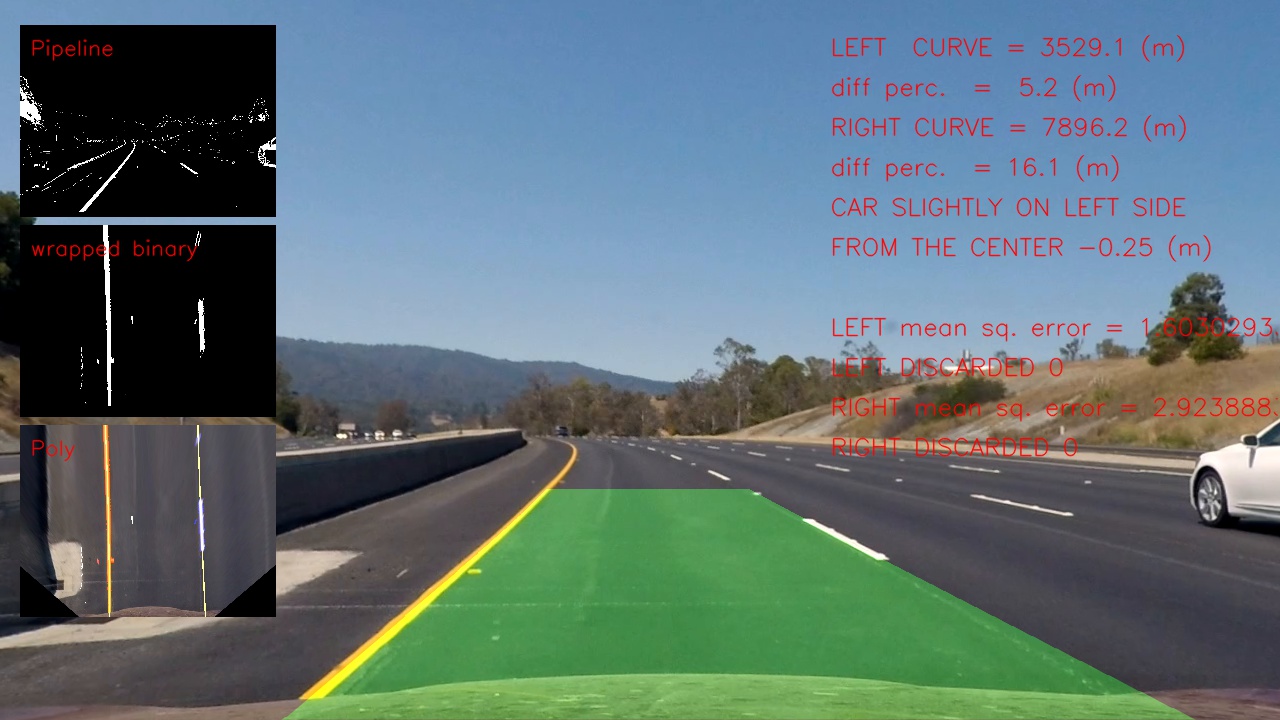 Pipeline
wrapped binary
Poly
LEFT  CURVE = 3529.1 (m)
diff perc.  =  5.2 (m)
RIGHT CURVE = 7896.2 (m)
diff perc.  = 16.1 (m)
CAR SLIGHTLY ON LEFT SIDE
FROM THE CENTER -0.25 (m)
LEFT mean sq. error = 1.6030293
LEFT DISCARDED 0
RIGHT mean sq. error = 2.923888
RIGHT DISCARDED 0